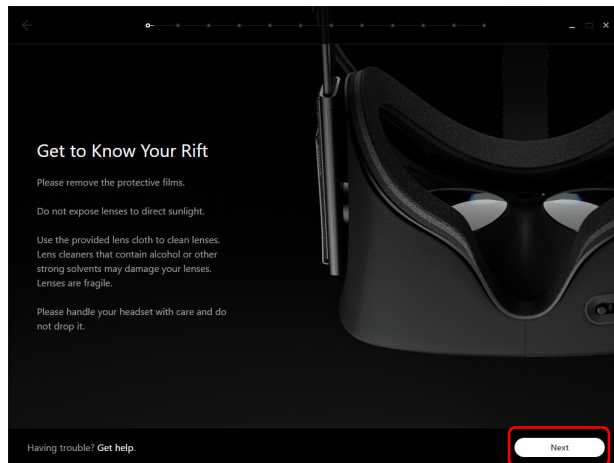 Get to Know Your Rift
Please remove the protective films.
Do not expose lenses to direct sunlight.
Use the provided lens cloth to clean lenses.
Lens cleaners that contain alcohol or other
strong solvents may damage your lenses.
Lenses are fragile.
Please handle your headset with care and do
not drop it.
Having trouble? Get help.
Next